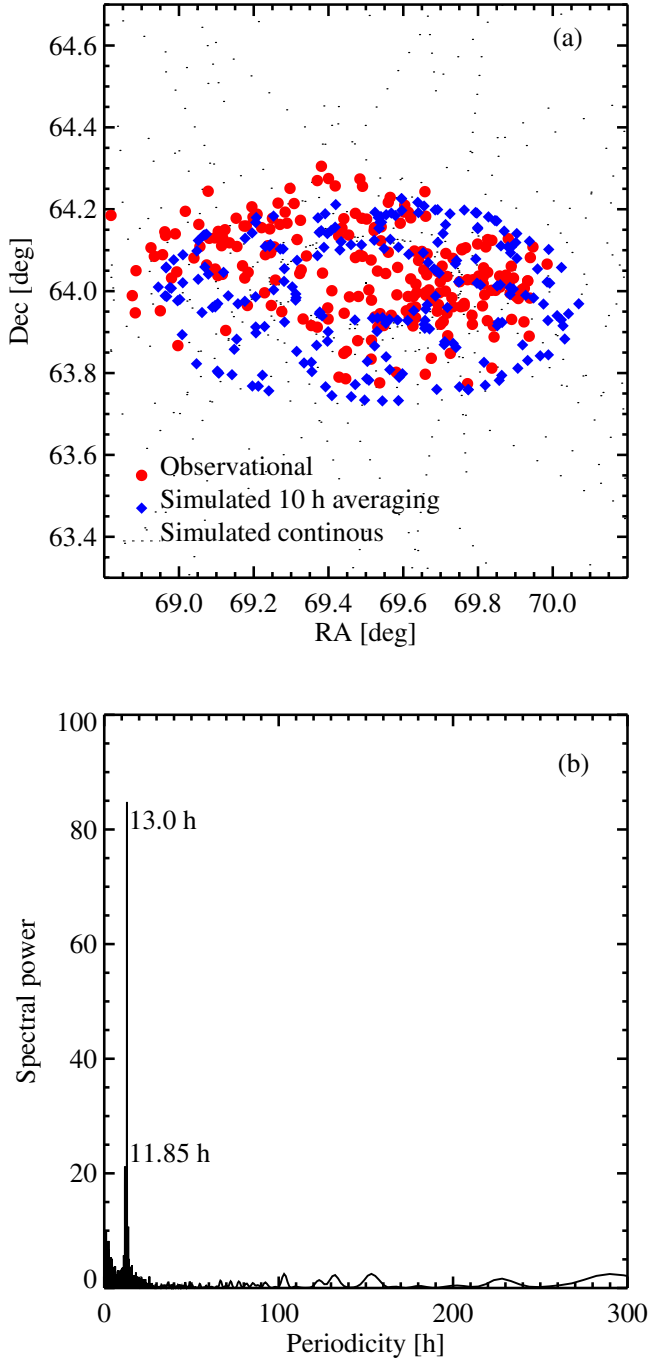 (a)
64.6
64.4
64.2
64.0
63.8
63.6
63.4
Dec [deg]
Observational
Simulated 10 h averaging
Simulated continous
69.0 69.2 69.4 69.6 69.8 70.0
RA [deg]
(b)
100
80
60
40
20
0
Spectral power
13.0 h
11.85 h
0 100 200 300
Periodicity [h]